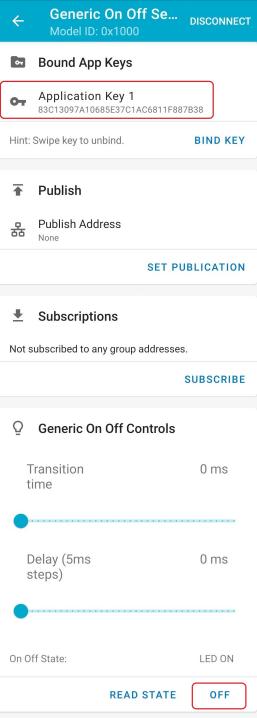 Generic On Off Se...
DISCONNECT
Model ID: 0x1000
Bound App Keys
Application Key 1
83C13097A10685E37C1AC6811F887B38
Hint: Swipe key to unbind.
BIND KEY
Publish
Publish Address
None
SET PUBLICATION
Subscriptions
Not subscribed to any group addresses.
SUBSCRIBE
Generic On Off Controls
Transition
time
0 ms
Delay (5ms
steps)
0 ms
On Off State:
LED ON
READ STATE
OFF